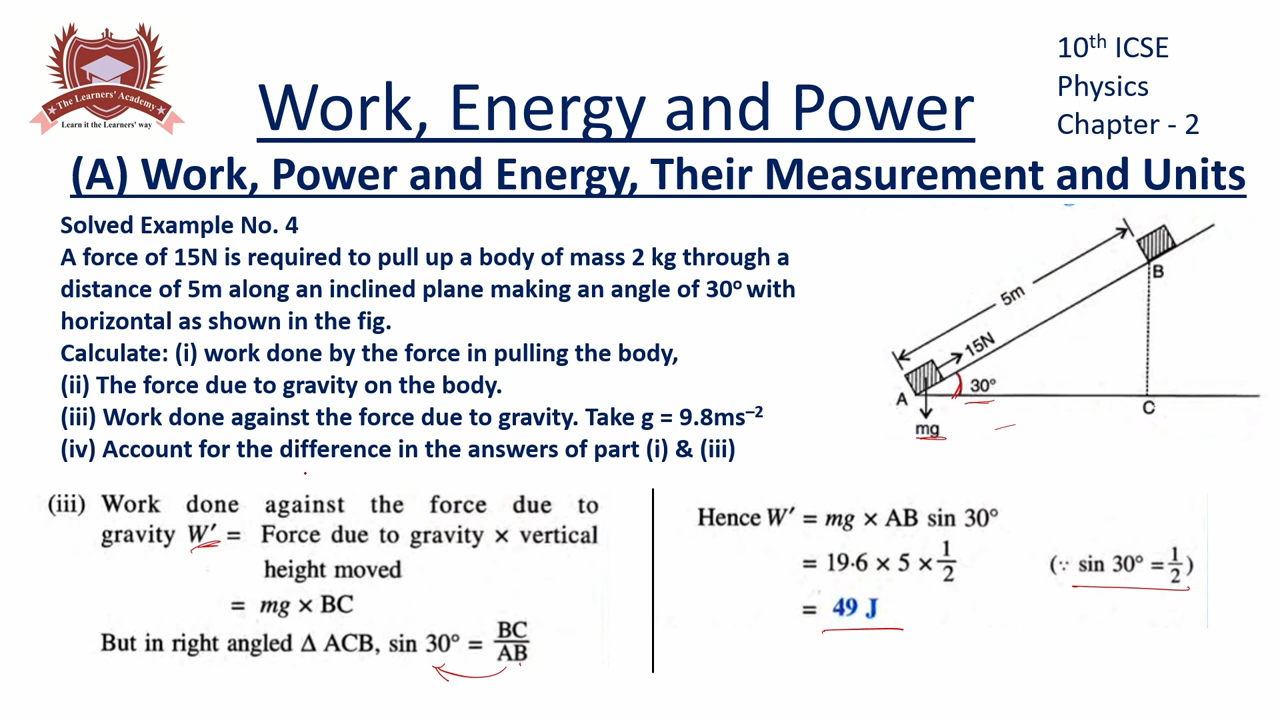 The Learners' Academy
Learn it the Learners' way
10th ICSE
Physics
Chapter - 2
Work, Energy and Power
(A) Work, Power and Energy, Their Measurement and Units
Solved Example No. 4
A force of 15N is required to pull up a body of mass 2 kg through a
distance of 5m along an inclined plane making an angle of 30° with
horizontal as shown in the fig.
Calculate: (i) work done by the force in pulling the body,
(ii) The force due to gravity on the body.
(iii) Work done against the force due to gravity. Take g = 9.8ms⁻²
(iv) Account for the difference in the answers of part (i) & (iii)
B
5m
15N
30°
A
C
mg
(iii) Work done against the force due to
gravity W′ = Force due to gravity × vertical
height moved
= mg × BC
But in right angled Δ ACB, sin 30° = BC/AB
Hence W′ = mg × AB sin 30°
= 19·6 × 5 × 1/2 (∵ sin 30° = 1/2)
= 49 J